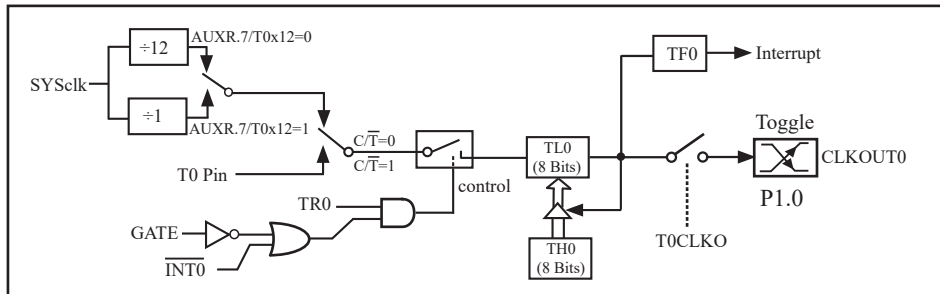 ÷12
AUXR.7/T0x12=0
SYSclk
÷1
AUXR.7/T0x12=1
T0 Pin
C/T̅=0
C/T̅=1
control
TR0
GATE
I̅N̅T̅0̅
TL0
(8 Bits)
TH0
(8 Bits)
TF0
Interrupt
T0CLKO
Toggle
CLKOUT0
P1.0